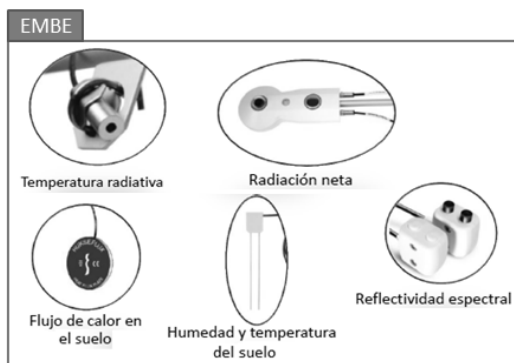 EMBE
Temperatura radiativa
Radiación neta
Flujo de calor en
el suelo
Humedad y temperatura
del suelo
Reflectividad espectral